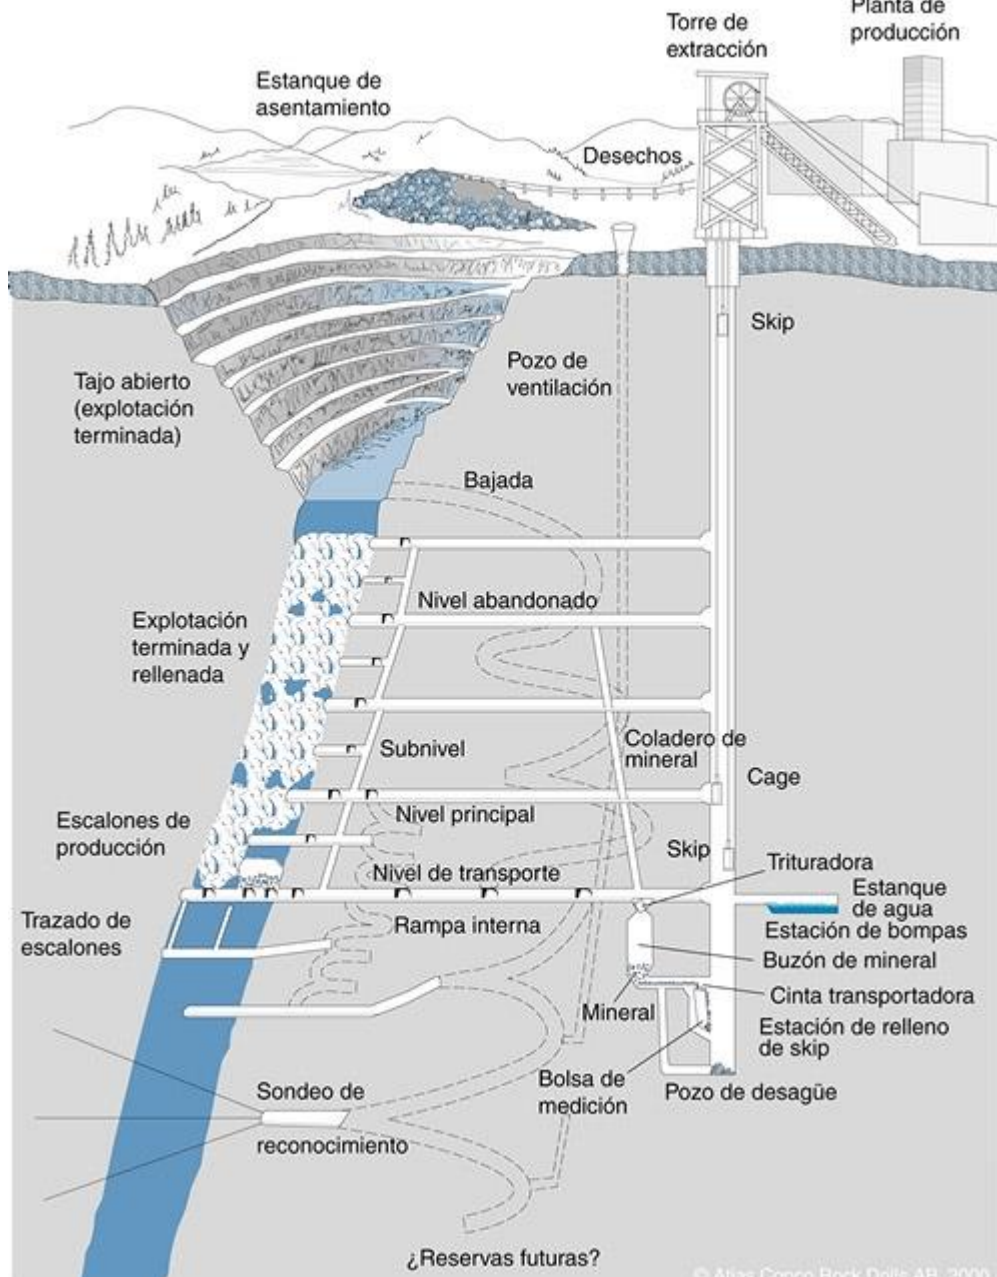 Planta de
producción
Torre de
extracción
Estanque de
asentamiento
Desechos
Skip
Pozo de
ventilación
Tajo abierto
(explotación
terminada)
Bajada
Nivel abandonado
Explotación
terminada y
rellenada
Coladero de
mineral
Subnivel
Cage
Nivel principal
Escalones de
producción
Skip
Trituradora
Nivel de transporte
Estanque
de agua
Trazado de
escalones
Rampa interna
Estación de bompas
Buzón de mineral
Cinta transportadora
Mineral
Estación de relleno
de skip
Bolsa de
medición
Pozo de desagüe
Sondeo de
reconocimiento
¿Reservas futuras?
© Atlas Copco Rock Drills AB, 2000